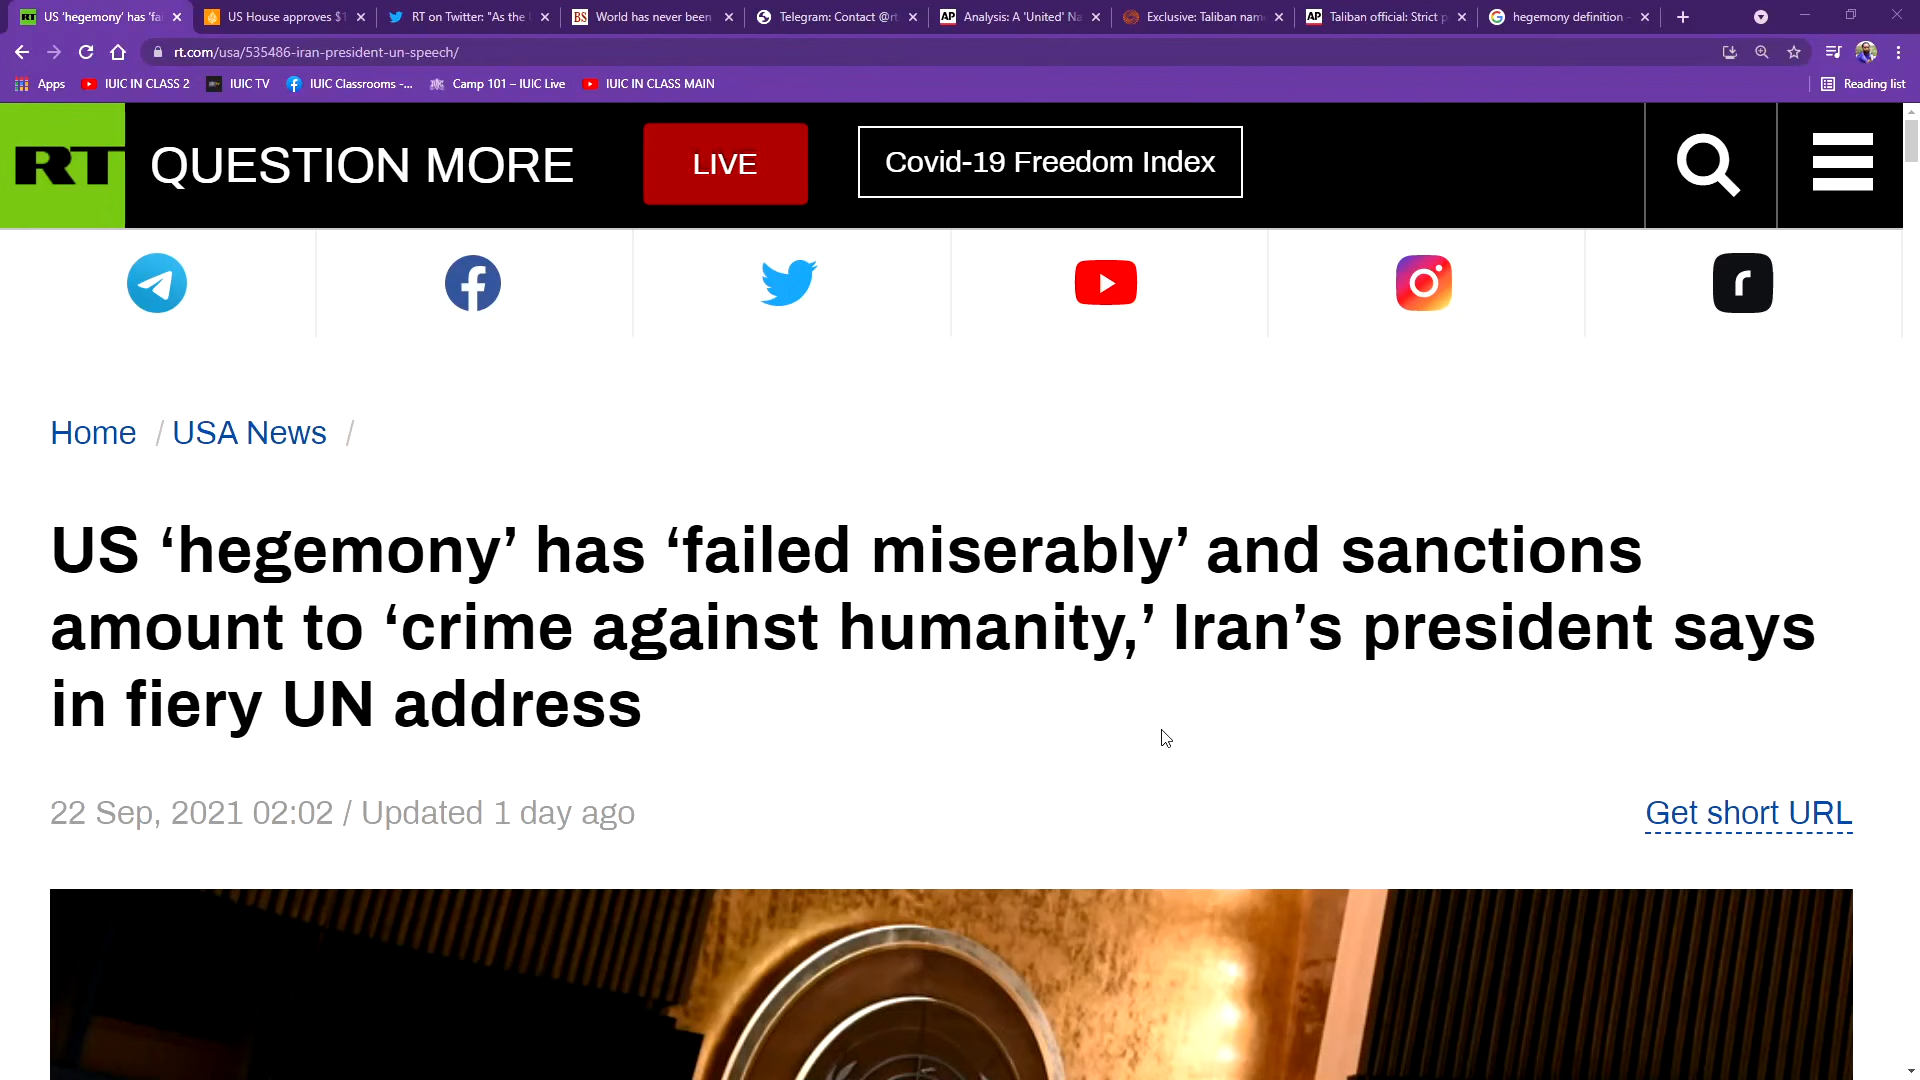 US 'hegemony' has 'fai
US House approves $1
RT on Twitter: "As the
World has never been
Telegram: Contact @rt
Analysis: A 'United' Na
Exclusive: Taliban nam
Taliban official: Strict p
hegemony definition -
rt.com/usa/535486-iran-president-un-speech/
Apps
IUIC IN CLASS 2
IUIC TV
IUIC Classrooms -...
Camp 101 – IUIC Live
IUIC IN CLASS MAIN
Reading list
RT
QUESTION MORE
LIVE
Covid-19 Freedom Index
Home / USA News /
US ‘hegemony’ has ‘failed miserably’ and sanctions
amount to ‘crime against humanity,’ Iran’s president says
in fiery UN address
22 Sep, 2021 02:02 / Updated 1 day ago
Get short URL